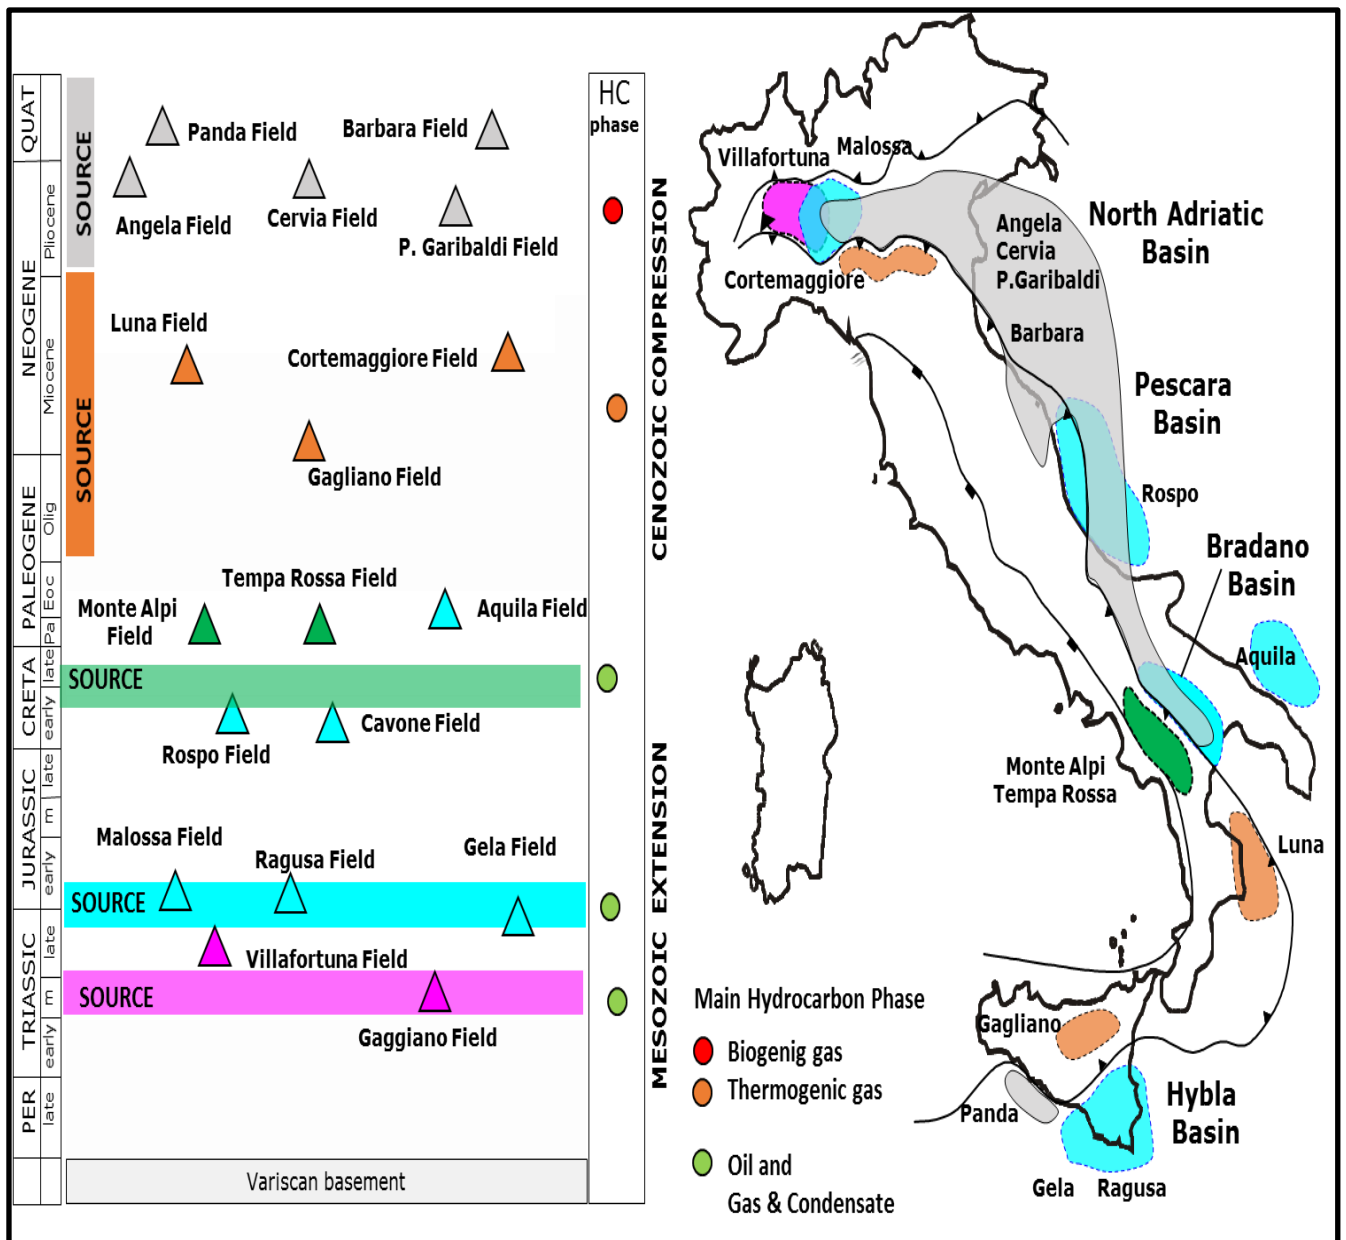 QUAT
NEOGENE
PALEOGENE
CRETA
JURASSIC
TRIASSIC
PER
Pliocene
Miocene
Olig
Eoc
Pa
late
early
late
m
early
late
m
early
late
SOURCE
Panda Field
Barbara Field
Angela Field
Cervia Field
P. Garibaldi Field
SOURCE
Luna Field
Cortemaggiore Field
Gagliano Field
Tempa Rossa Field
Monte Alpi
Field
Aquila Field
SOURCE
Cavone Field
Rospo Field
Malossa Field
Ragusa Field
Gela Field
SOURCE
Villafortuna Field
SOURCE
Gaggiano Field
Variscan basement
HC
phase
CENOZOIC COMPRESSION
MESOZOIC EXTENSION
Malossa
Villafortuna
North Adriatic
Basin
Angela
Cervia
P.Garibaldi
Cortemaggiore
Barbara
Pescara
Basin
Rospo
Bradano
Basin
Aquila
Monte Alpi
Tempa Rossa
Luna
Main Hydrocarbon Phase
Biogenig gas
Thermogenic gas
Oil and
Gas & Condensate
Gagliano
Panda
Hybla
Basin
Gela Ragusa